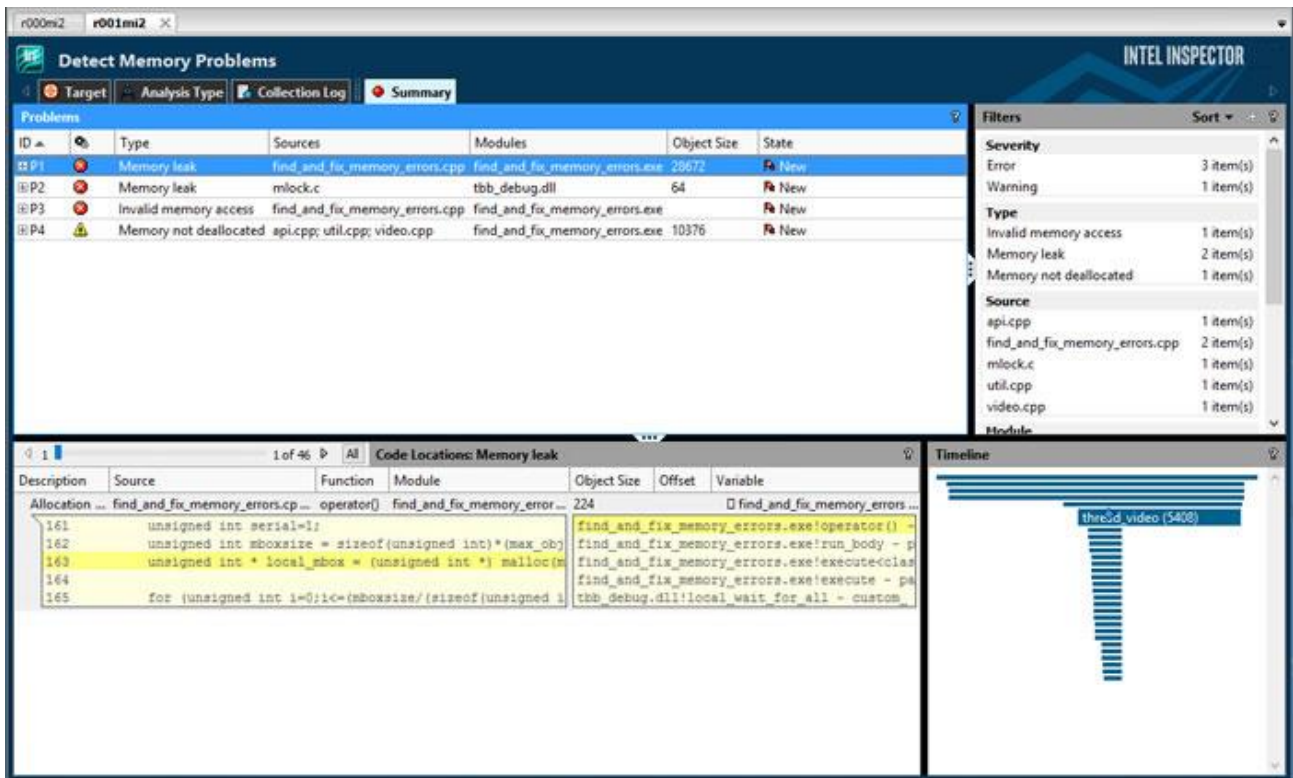 r000mi2 r001mi2
Detect Memory Problems
INTEL INSPECTOR
Target Analysis Type Collection Log Summary
Problems
ID Type Sources Modules Object Size State
P1 Memory leak find_and_fix_memory_errors.cpp find_and_fix_memory_errors.exe 28672 New
P2 Memory leak mlock.c tbb_debug.dll 64 New
P3 Invalid memory access find_and_fix_memory_errors.cpp find_and_fix_memory_errors.exe New
P4 Memory not deallocated api.cpp; util.cpp; video.cpp find_and_fix_memory_errors.exe 10376 New
Filters Sort
Severity
Error 3 item(s)
Warning 1 item(s)
Type
Invalid memory access 1 item(s)
Memory leak 2 item(s)
Memory not deallocated 1 item(s)
Source
api.cpp 1 item(s)
find_and_fix_memory_errors.cpp 2 item(s)
mlock.c 1 item(s)
util.cpp 1 item(s)
video.cpp 1 item(s)
Module
1 1 of 46 All Code Locations: Memory leak
Description Source Function Module Object Size Offset Variable
Allocation ... find_and_fix_memory_errors.cp... operator() find_and_fix_memory_error... 224 find_and_fix_memory_errors...
161 unsigned int serial=1;
162 unsigned int mboxsize = sizeof(unsigned int)*(max_obj
163 unsigned int * local_mbox = (unsigned int *) malloc(m
164
165 for (unsigned int i=0;i<=(mboxsize/(sizeof(unsigned i
find_and_fix_memory_errors.exe!operator() -
find_and_fix_memory_errors.exe!run_body - p
find_and_fix_memory_errors.exe!execute<clas
find_and_fix_memory_errors.exe!execute - pa
tbb_debug.dll!local_wait_for_all - custom_
Timeline
thread_video (5408)